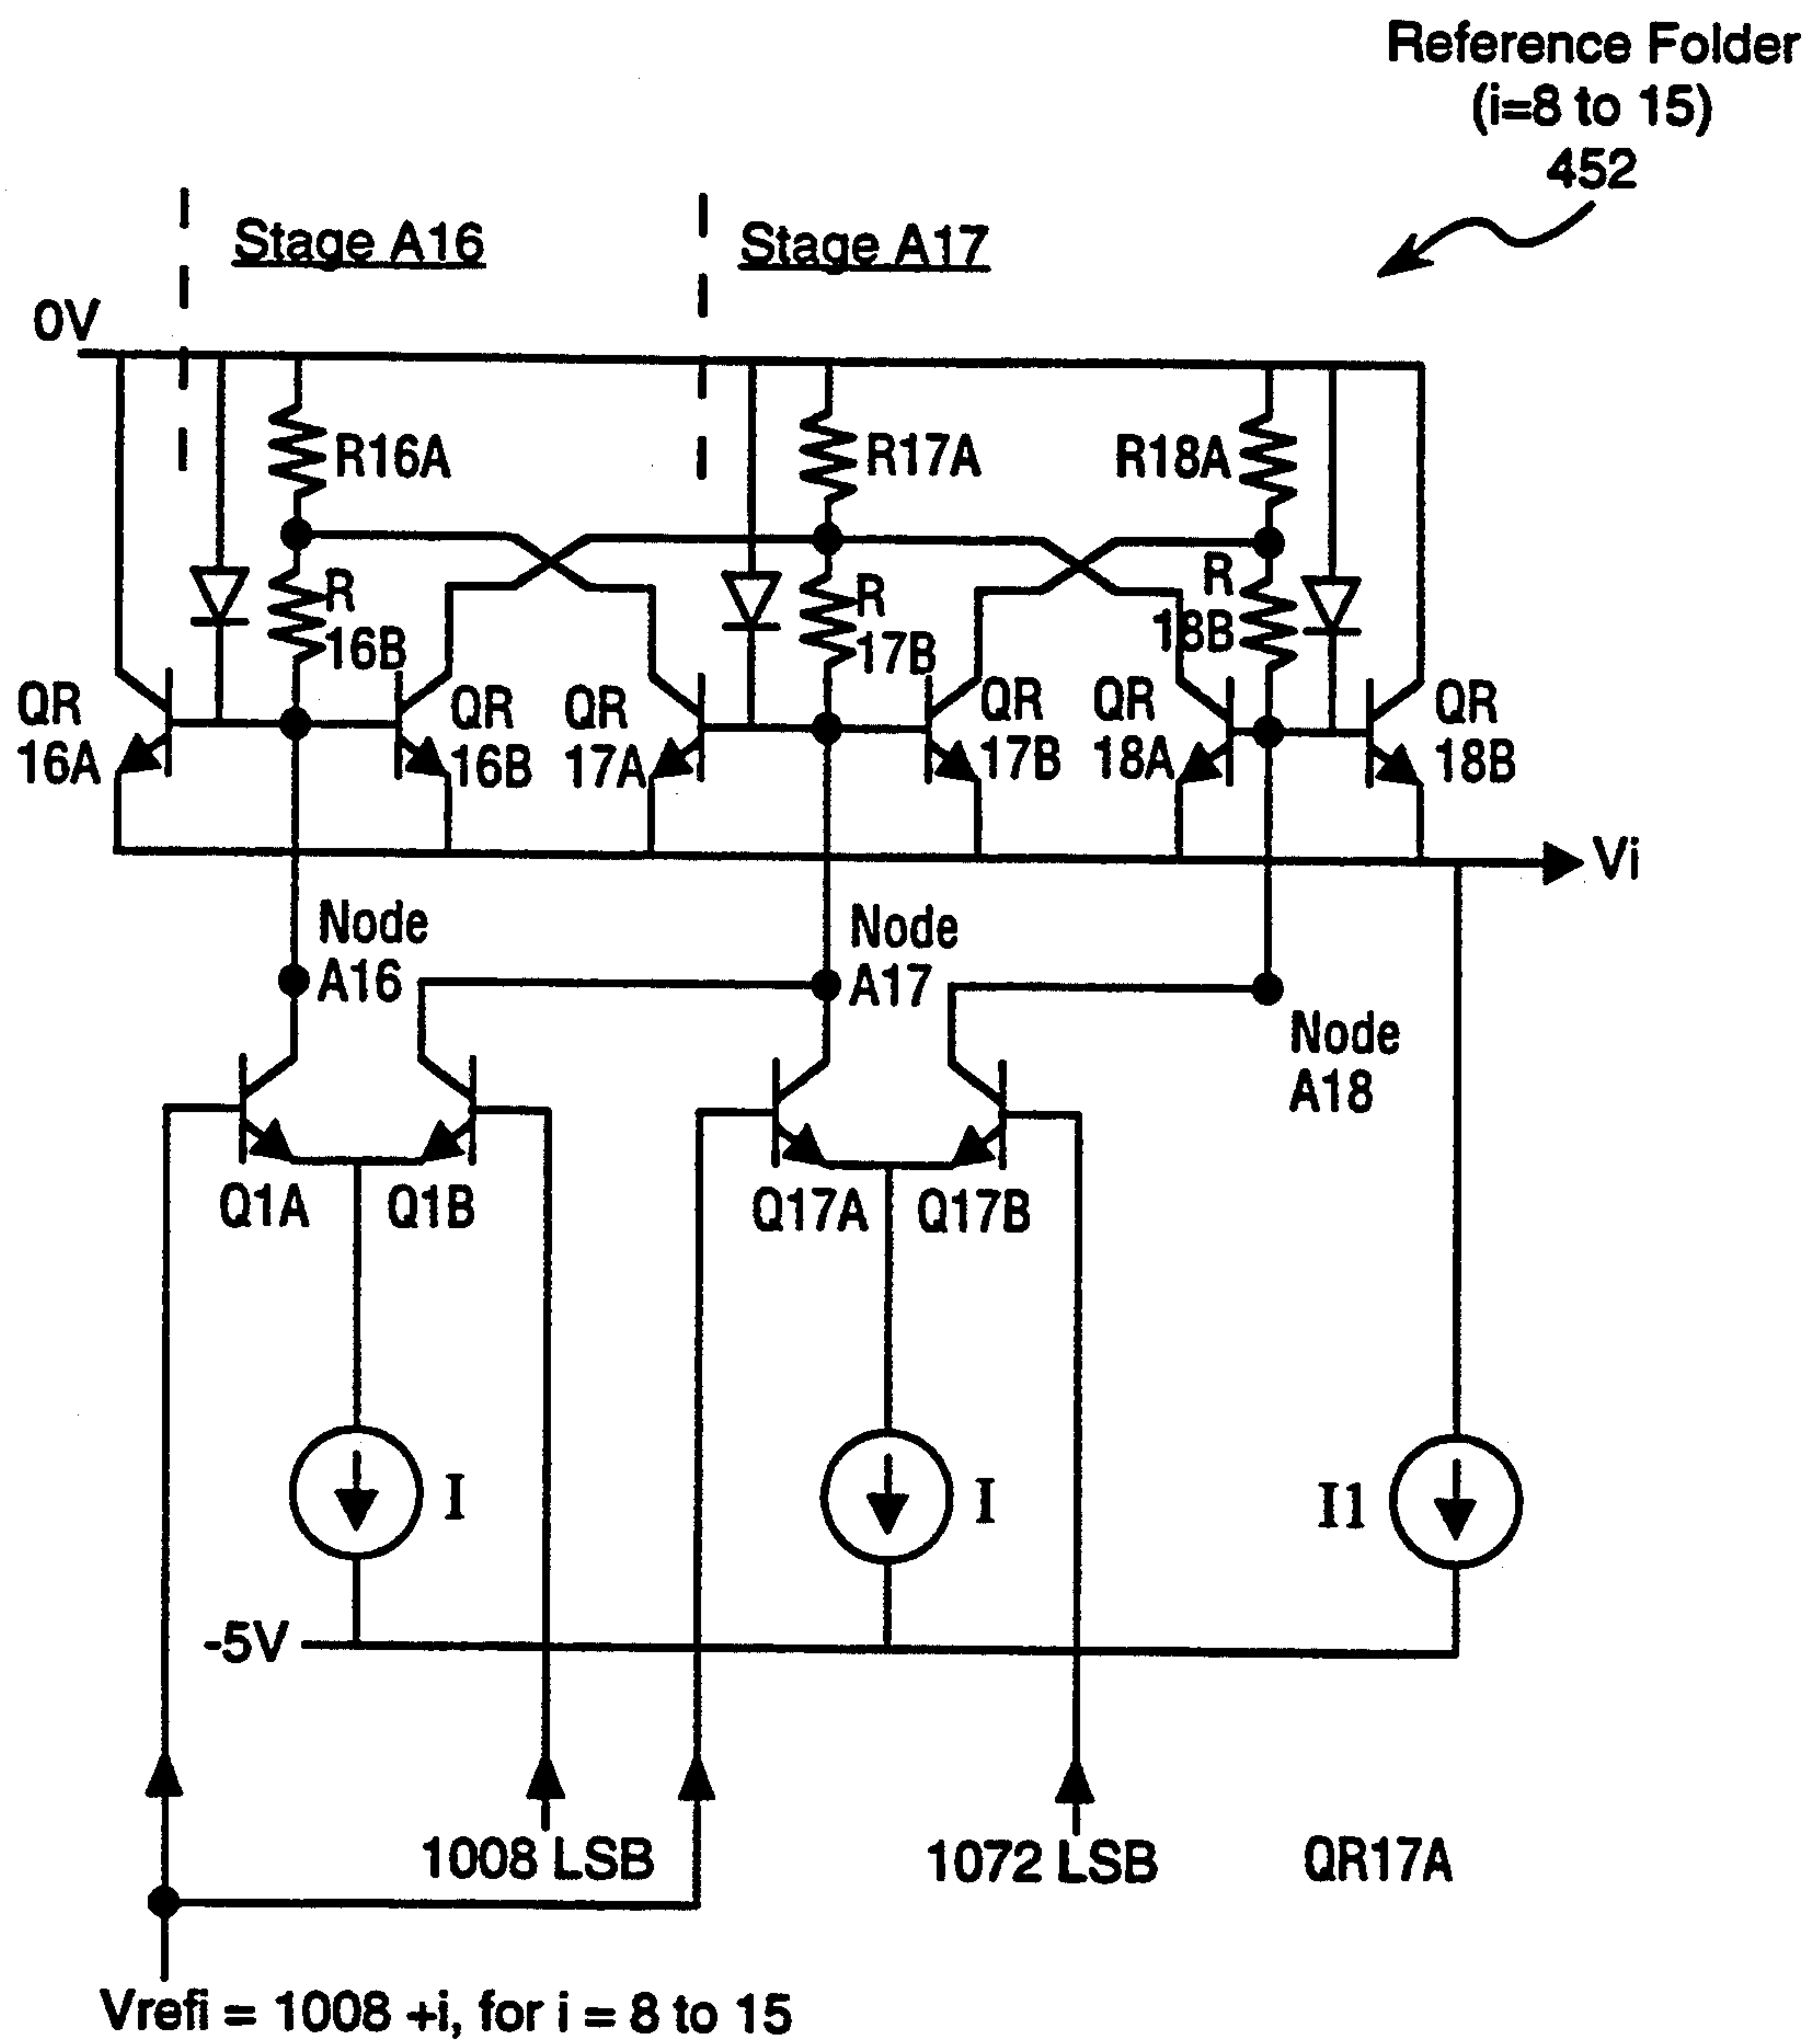 Reference Folder
(i=8 to 15)
452
Stage A16
Stage A17
0V
R16A
R17A
R18A
R
16B
R
17B
R
18B
QR
16A
QR
16B
QR
17A
QR
17B
QR
18A
QR
18B
Vi
Node
A16
Node
A17
Node
A18
Q1A
Q1B
Q17A
Q17B
I
I
I1
-5V
1008 LSB
1072 LSB
QR17A
Vrefi = 1008 +i, for i = 8 to 15